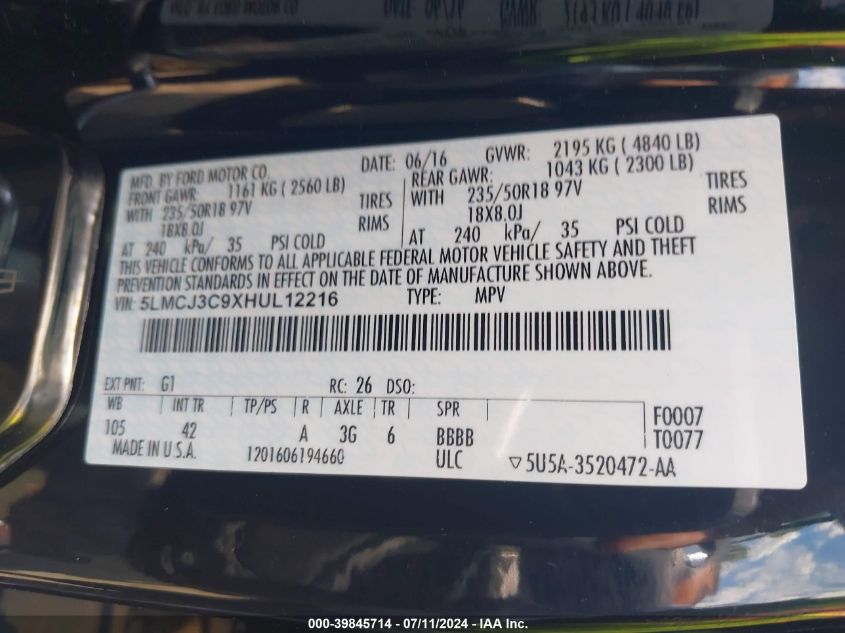 MFD. BY FORD MOTOR CO. DATE: 06/16 GVWR: 2195 KG ( 4840 LB)
FRONT GAWR: 1161 KG ( 2560 LB) REAR GAWR: 1043 KG ( 2300 LB)
WITH 235/50R18 97V TIRES WITH 235/50R18 97V TIRES
18X8.0J RIMS 18X8.0J RIMS
AT 240 kPa/ 35 PSI COLD AT 240 kPa/ 35 PSI COLD
THIS VEHICLE CONFORMS TO ALL APPLICABLE FEDERAL MOTOR VEHICLE SAFETY AND THEFT
PREVENTION STANDARDS IN EFFECT ON THE DATE OF MANUFACTURE SHOWN ABOVE.
VIN: 5LMCJ3C9XHUL12216 TYPE: MPV
EXT PNT: G1 RC: 26 DSO:
WB INT TR TP/PS R AXLE TR SPR F0007
105 42 A 3G 6 BBBB T0077
MADE IN U.S.A. 1201606194660 ULC ▽5U5A-3520472-AA
000-39845714 - 07/11/2024 - IAA Inc.